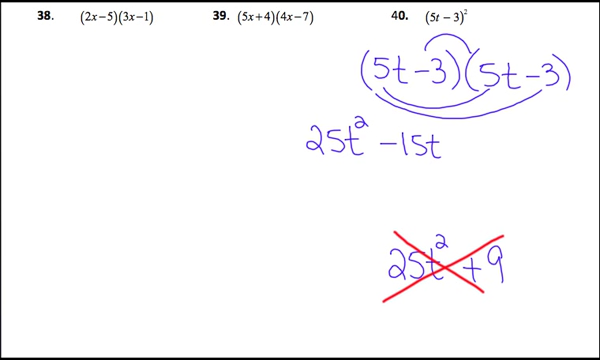 38. (2x−5)(3x−1) 39. (5x+4)(4x−7) 40. (5t − 3)²
(5t −3)(5t −3)
25t² −15t
25t² +9